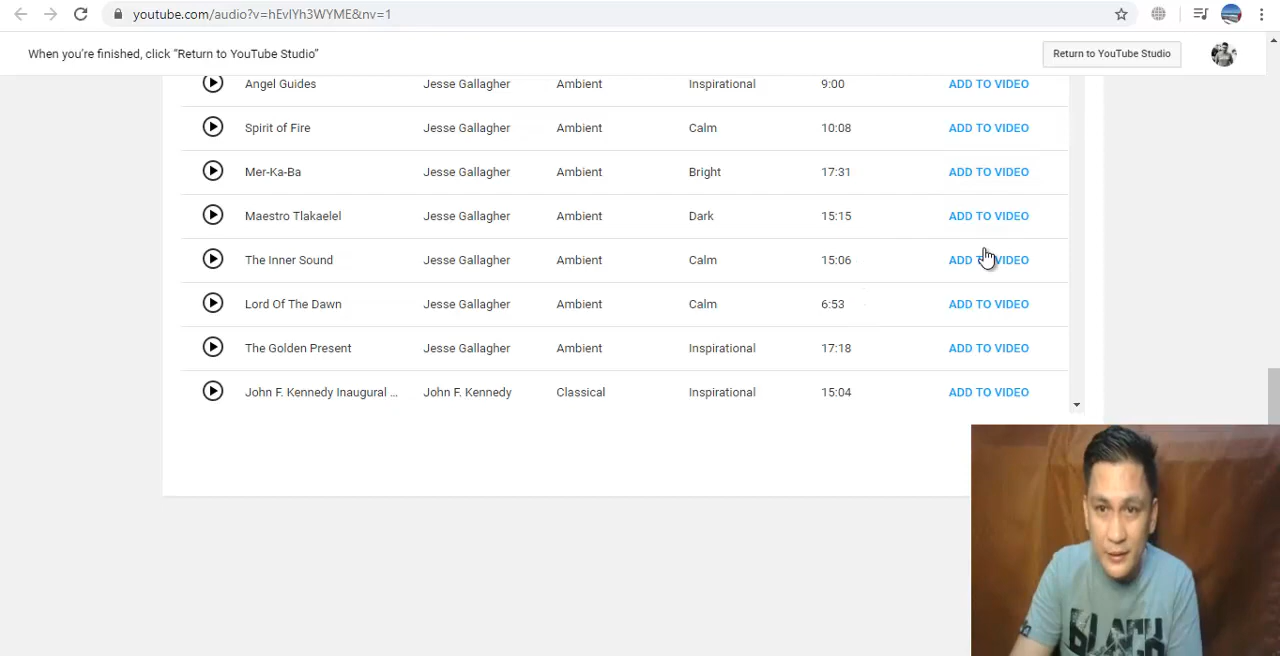 youtube.com/audio?v=hEvlYh3WYME&nv=1
When you're finished, click "Return to YouTube Studio"
Return to YouTube Studio
Angel Guides Jesse Gallagher Ambient Inspirational 9:00 ADD TO VIDEO
Spirit of Fire Jesse Gallagher Ambient Calm 10:08 ADD TO VIDEO
Mer-Ka-Ba Jesse Gallagher Ambient Bright 17:31 ADD TO VIDEO
Maestro Tlakaelel Jesse Gallagher Ambient Dark 15:15 ADD TO VIDEO
The Inner Sound Jesse Gallagher Ambient Calm 15:06 ADD TO VIDEO
Lord Of The Dawn Jesse Gallagher Ambient Calm 6:53 ADD TO VIDEO
The Golden Present Jesse Gallagher Ambient Inspirational 17:18 ADD TO VIDEO
John F. Kennedy Inaugural ... John F. Kennedy Classical Inspirational 15:04 ADD TO VIDEO
BLACK